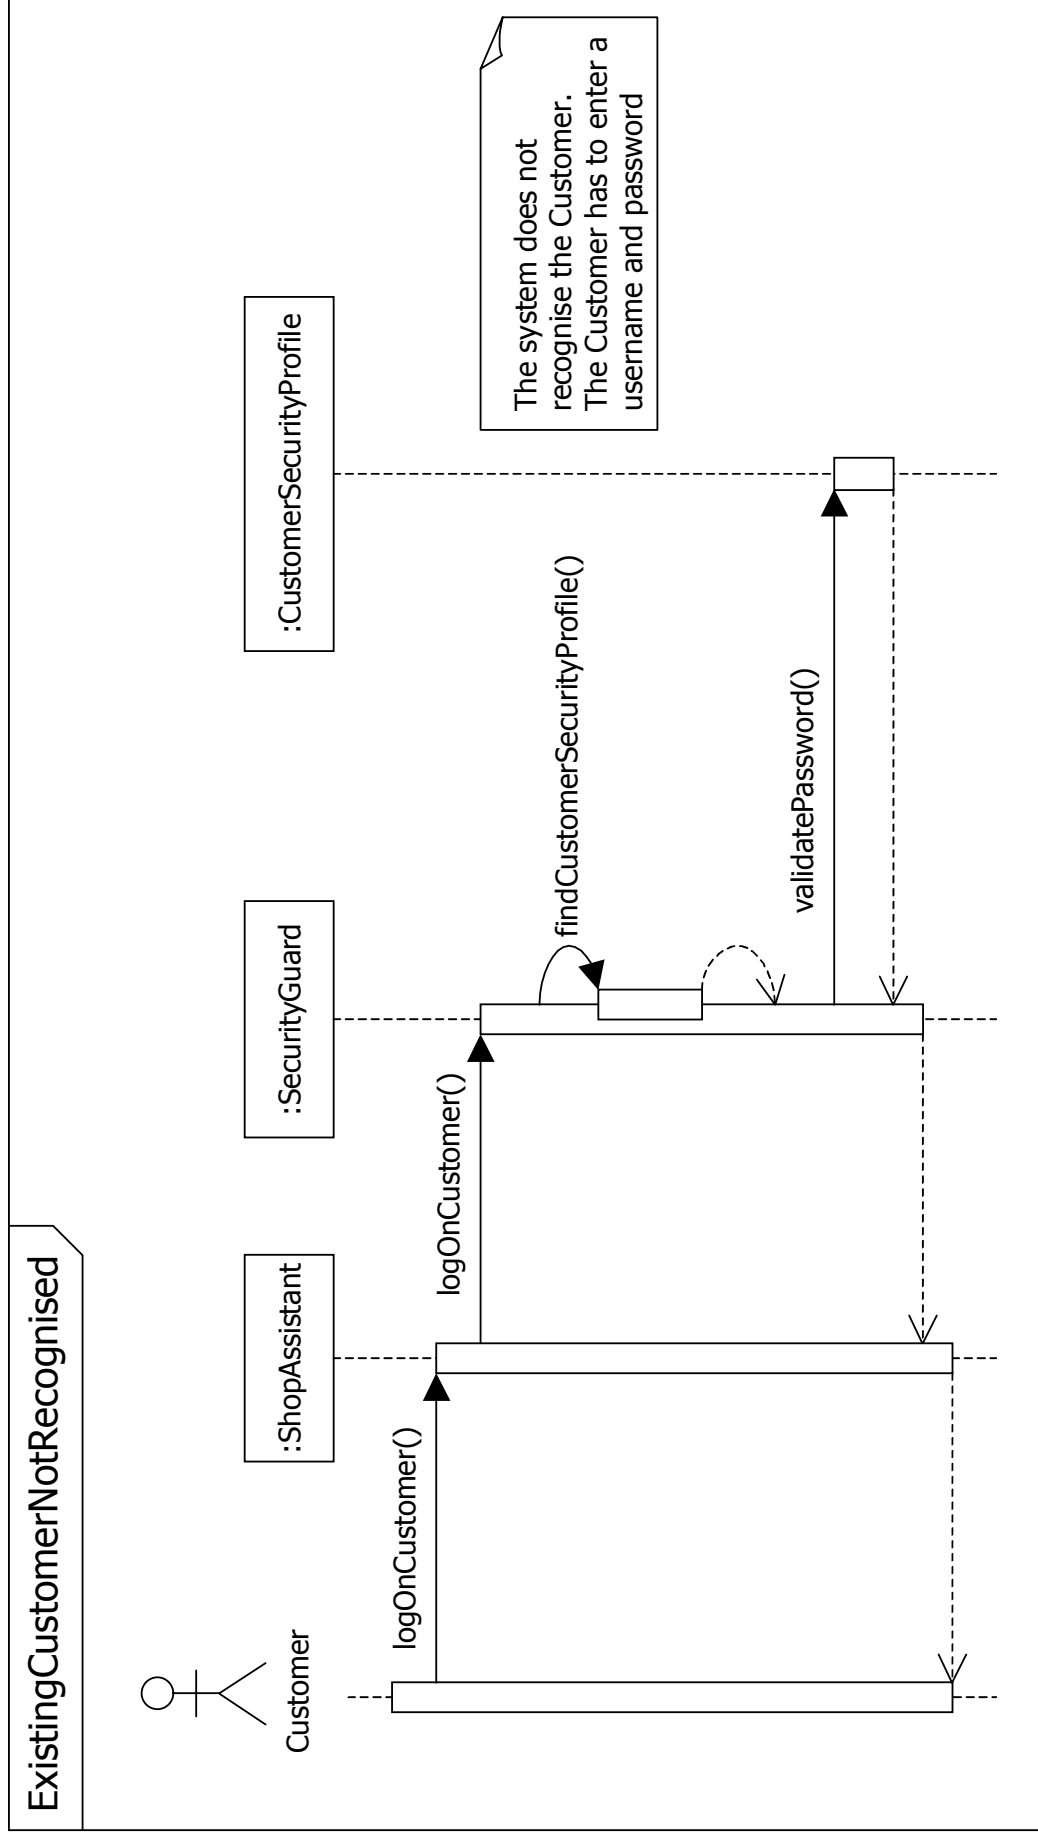 ExistingCustomerNotRecognised
Customer
:ShopAssistant
:SecurityGuard
:CustomerSecurityProfile
logOnCustomer()
logOnCustomer()
findCustomerSecurityProfile()
validatePassword()
The system does not
recognise the Customer.
The Customer has to enter a
username and password